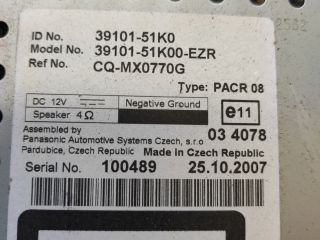 ID No. 39101-51K0
Model No. 39101-51K00-EZR
Ref No. CQ-MX0770G
Type: PACR 08
DC 12V Negative Ground
Speaker 4Ω
e11
03 4078
Assembled by
Panasonic Automotive Systems Czech, s.r.o
Pardubice, Czech Republic Made in Czech Republic
Serial No. 100489 25.10.2007